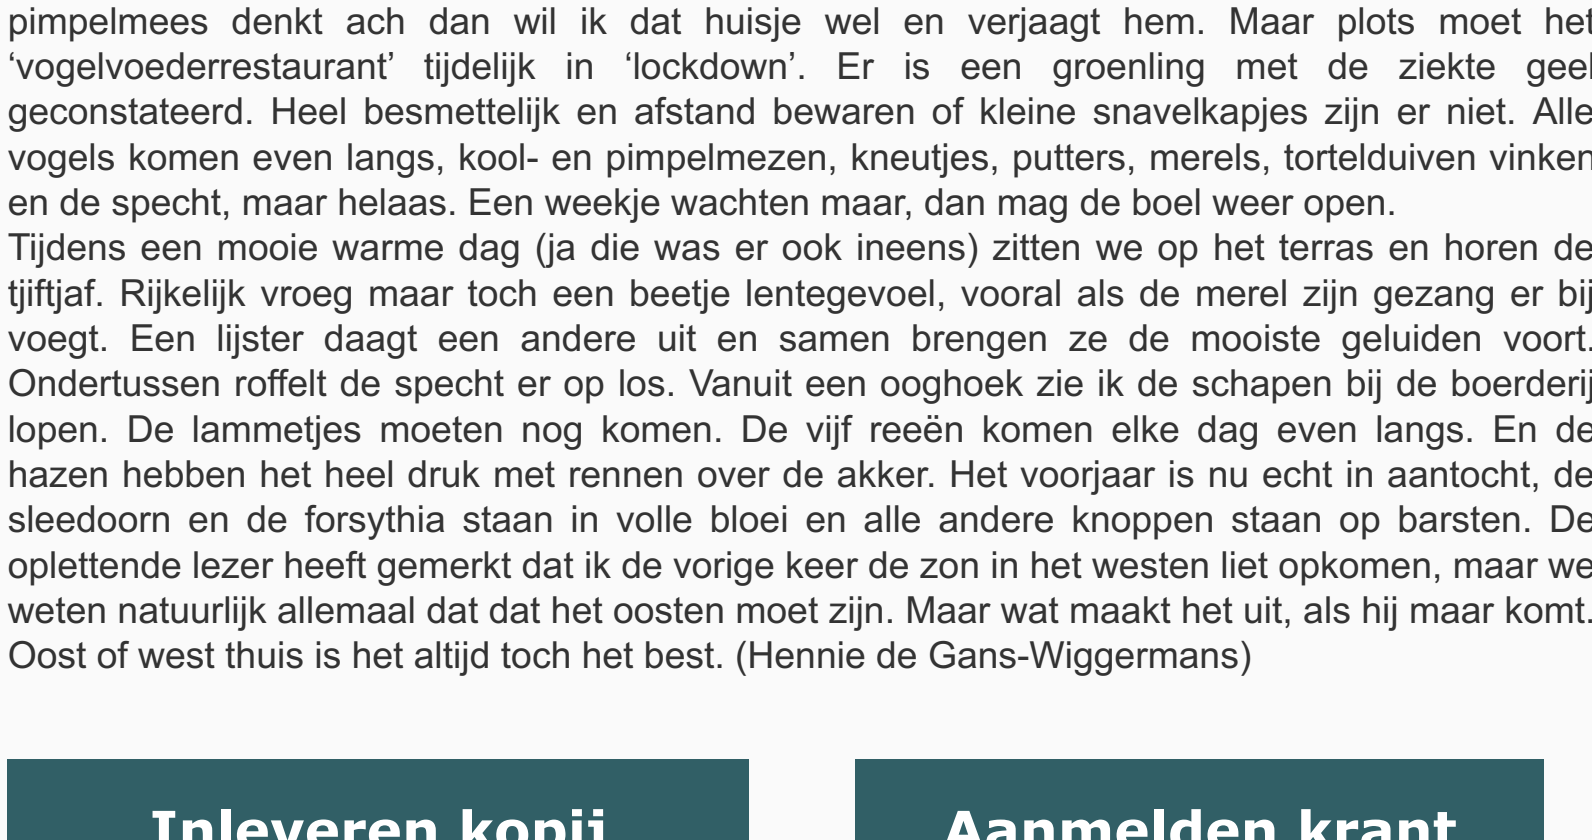 pimpelmees denkt ach dan wil ik dat huisje wel en verjaagt hem. Maar plots moet het
‘vogelvoederrestaurant’ tijdelijk in ‘lockdown’. Er is een groenling met de ziekte geel
geconstateerd. Heel besmettelijk en afstand bewaren of kleine snavelkapjes zijn er niet. Alle
vogels komen even langs, kool- en pimpelmezen, kneutjes, putters, merels, tortelduiven vinken
en de specht, maar helaas. Een weekje wachten maar, dan mag de boel weer open.
Tijdens een mooie warme dag (ja die was er ook ineens) zitten we op het terras en horen de
tjiftjaf. Rijkelijk vroeg maar toch een beetje lentegevoel, vooral als de merel zijn gezang er bij
voegt. Een lijster daagt een andere uit en samen brengen ze de mooiste geluiden voort.
Ondertussen roffelt de specht er op los. Vanuit een ooghoek zie ik de schapen bij de boerderij
lopen. De lammetjes moeten nog komen. De vijf reeën komen elke dag even langs. En de
hazen hebben het heel druk met rennen over de akker. Het voorjaar is nu echt in aantocht, de
sleedoorn en de forsythia staan in volle bloei en alle andere knoppen staan op barsten. De
oplettende lezer heeft gemerkt dat ik de vorige keer de zon in het westen liet opkomen, maar we
weten natuurlijk allemaal dat dat het oosten moet zijn. Maar wat maakt het uit, als hij maar komt.
Oost of west thuis is het altijd toch het best. (Hennie de Gans-Wiggermans)
Inleveren kopij
Aanmelden krant